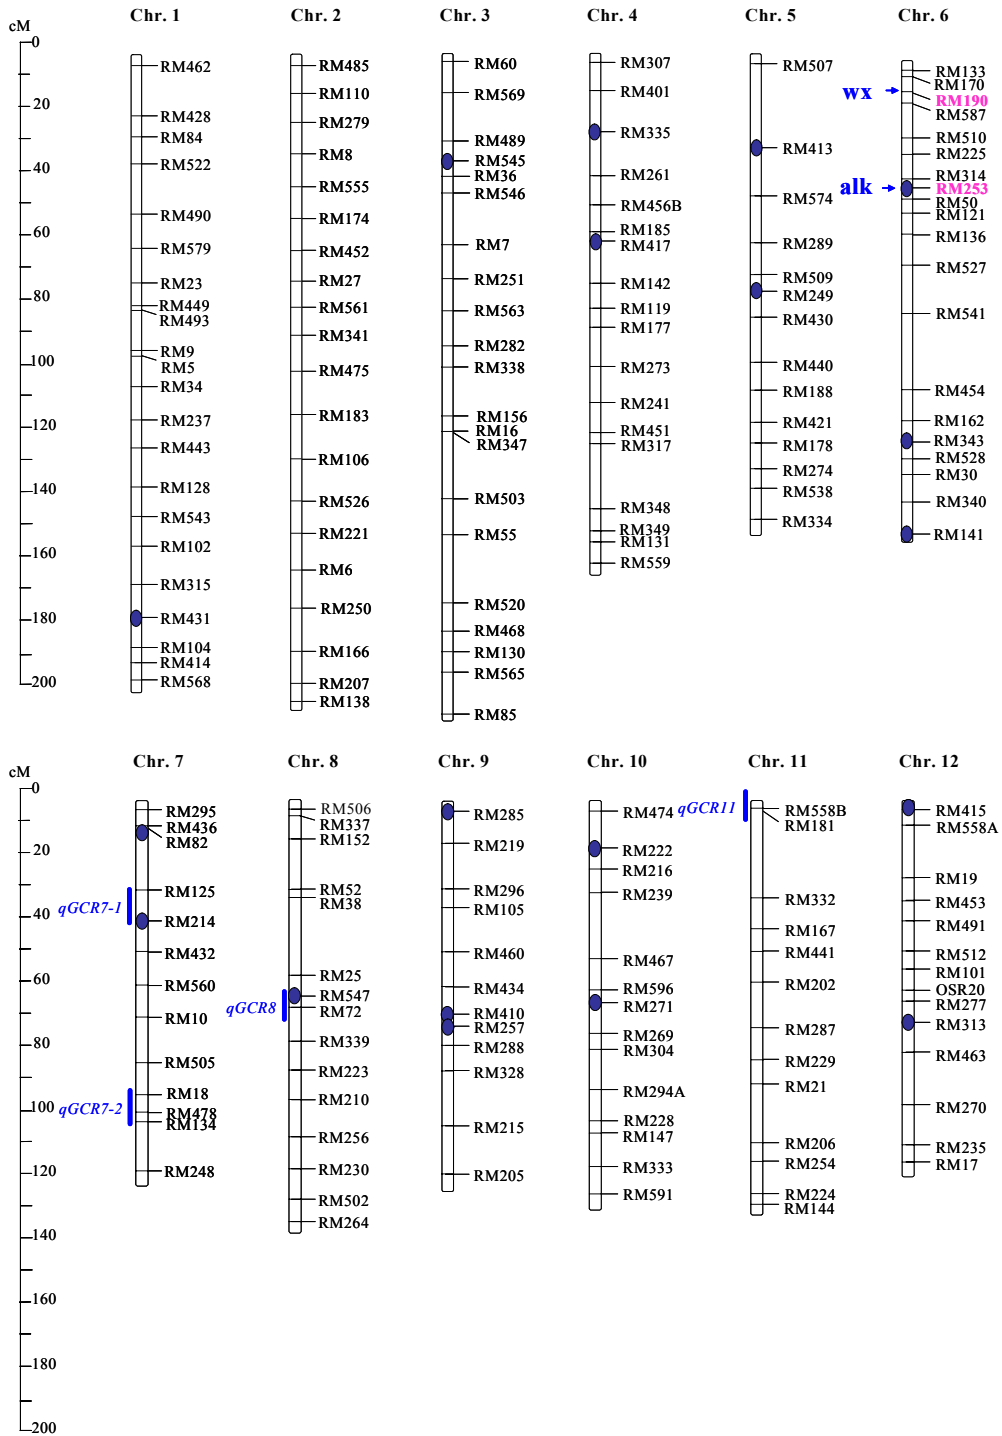 cM
Chr. 1
Chr. 2
Chr. 3
Chr. 4
Chr. 5
Chr. 6
0
20
40
60
80
100
120
140
160
180
200
RM462
RM428
RM84
RM522
RM490
RM579
RM23
RM449
RM493
RM9
RM5
RM34
RM237
RM443
RM128
RM543
RM102
RM315
RM431
RM104
RM414
RM568
RM485
RM110
RM279
RM8
RM555
RM174
RM452
RM27
RM561
RM341
RM475
RM183
RM106
RM526
RM221
RM6
RM250
RM166
RM207
RM138
RM60
RM569
RM489
RM545
RM36
RM546
RM7
RM251
RM563
RM282
RM338
RM156
RM16
RM347
RM503
RM55
RM520
RM468
RM130
RM565
RM85
RM307
RM401
RM335
RM261
RM456B
RM185
RM417
RM142
RM119
RM177
RM273
RM241
RM451
RM317
RM348
RM349
RM131
RM559
RM507
RM413
RM574
RM289
RM509
RM249
RM430
RM440
RM188
RM421
RM178
RM274
RM538
RM334
wx
alk
RM133
RM170
RM190
RM587
RM510
RM225
RM314
RM253
RM50
RM121
RM136
RM527
RM541
RM454
RM162
RM343
RM528
RM30
RM340
RM141
cM
Chr. 7
Chr. 8
Chr. 9
Chr. 10
Chr. 11
Chr. 12
0
20
40
60
80
100
120
140
160
180
200
qGCR7-1
qGCR7-2
RM295
RM436
RM82
RM125
RM214
RM432
RM560
RM10
RM505
RM18
RM478
RM134
RM248
qGCR8
RM506
RM337
RM152
RM52
RM38
RM25
RM547
RM72
RM339
RM223
RM210
RM256
RM230
RM502
RM264
RM285
RM219
RM296
RM105
RM460
RM434
RM410
RM257
RM288
RM328
RM215
RM205
RM474
RM222
RM216
RM239
RM467
RM596
RM271
RM269
RM304
RM294A
RM228
RM147
RM333
RM591
qGCR11
RM558B
RM181
RM332
RM167
RM441
RM202
RM287
RM229
RM21
RM206
RM254
RM224
RM144
RM415
RM558A
RM19
RM453
RM491
RM512
RM101
OSR20
RM277
RM313
RM463
RM270
RM235
RM17